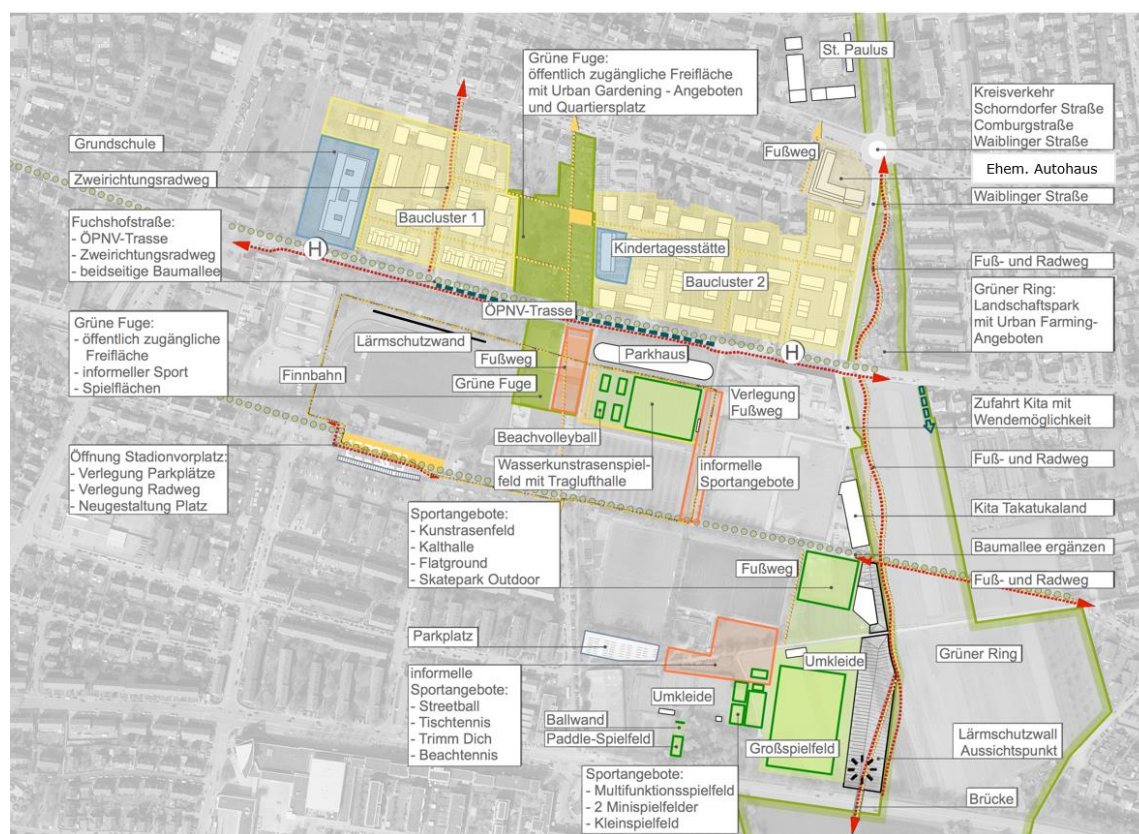 St. Paulus
Grüne Fuge:
öffentlich zugängliche Freifläche
mit Urban Gardening - Angeboten
und Quartiersplatz
Kreisverkehr
Schorndorfer Straße
Comburgstraße
Waiblinger Straße
Grundschule
Fußweg
Ehem. Autohaus
Zweirichtungsradweg
Waiblinger Straße
Baucluster 1
Fuchshofstraße:
- ÖPNV-Trasse
- Zweirichtungsradweg
- beidseitige Baumallee
H
Kindertagesstätte
Baucluster 2
Fuß- und Radweg
Grüner Ring:
Landschaftspark
mit Urban Farming-
Angeboten
ÖPNV-Trasse
Grüne Fuge:
- öffentlich zugängliche
Freifläche
- informeller Sport
- Spielflächen
Lärmschutzwand
Fußweg
Parkhaus
H
Finnbahn
Grüne Fuge
Verlegung
Fußweg
Zufahrt Kita mit
Wendemöglichkeit
Beachvolleyball
Öffnung Stadionvorplatz:
- Verlegung Parkplätze
- Verlegung Radweg
- Neugestaltung Platz
Wasserkunstrasenspiel-
feld mit Traglufthalle
informelle
Sportangebote
Fuß- und Radweg
Sportangebote:
- Kunstrasenfeld
- Kalthalle
- Flatground
- Skatepark Outdoor
Kita Takatukaland
Baumallee ergänzen
Fußweg
Fuß- und Radweg
Parkplatz
Umkleide
Grüner Ring
informelle
Sportangebote:
- Streetball
- Tischtennis
- Trimm Dich
- Beachtennis
Umkleide
Ballwand
Paddle-Spielfeld
Großspielfeld
Lärmschutzwall
Aussichtspunkt
Sportangebote:
- Multifunktionsspielfeld
- 2 Minispielfelder
- Kleinspielfeld
Brücke